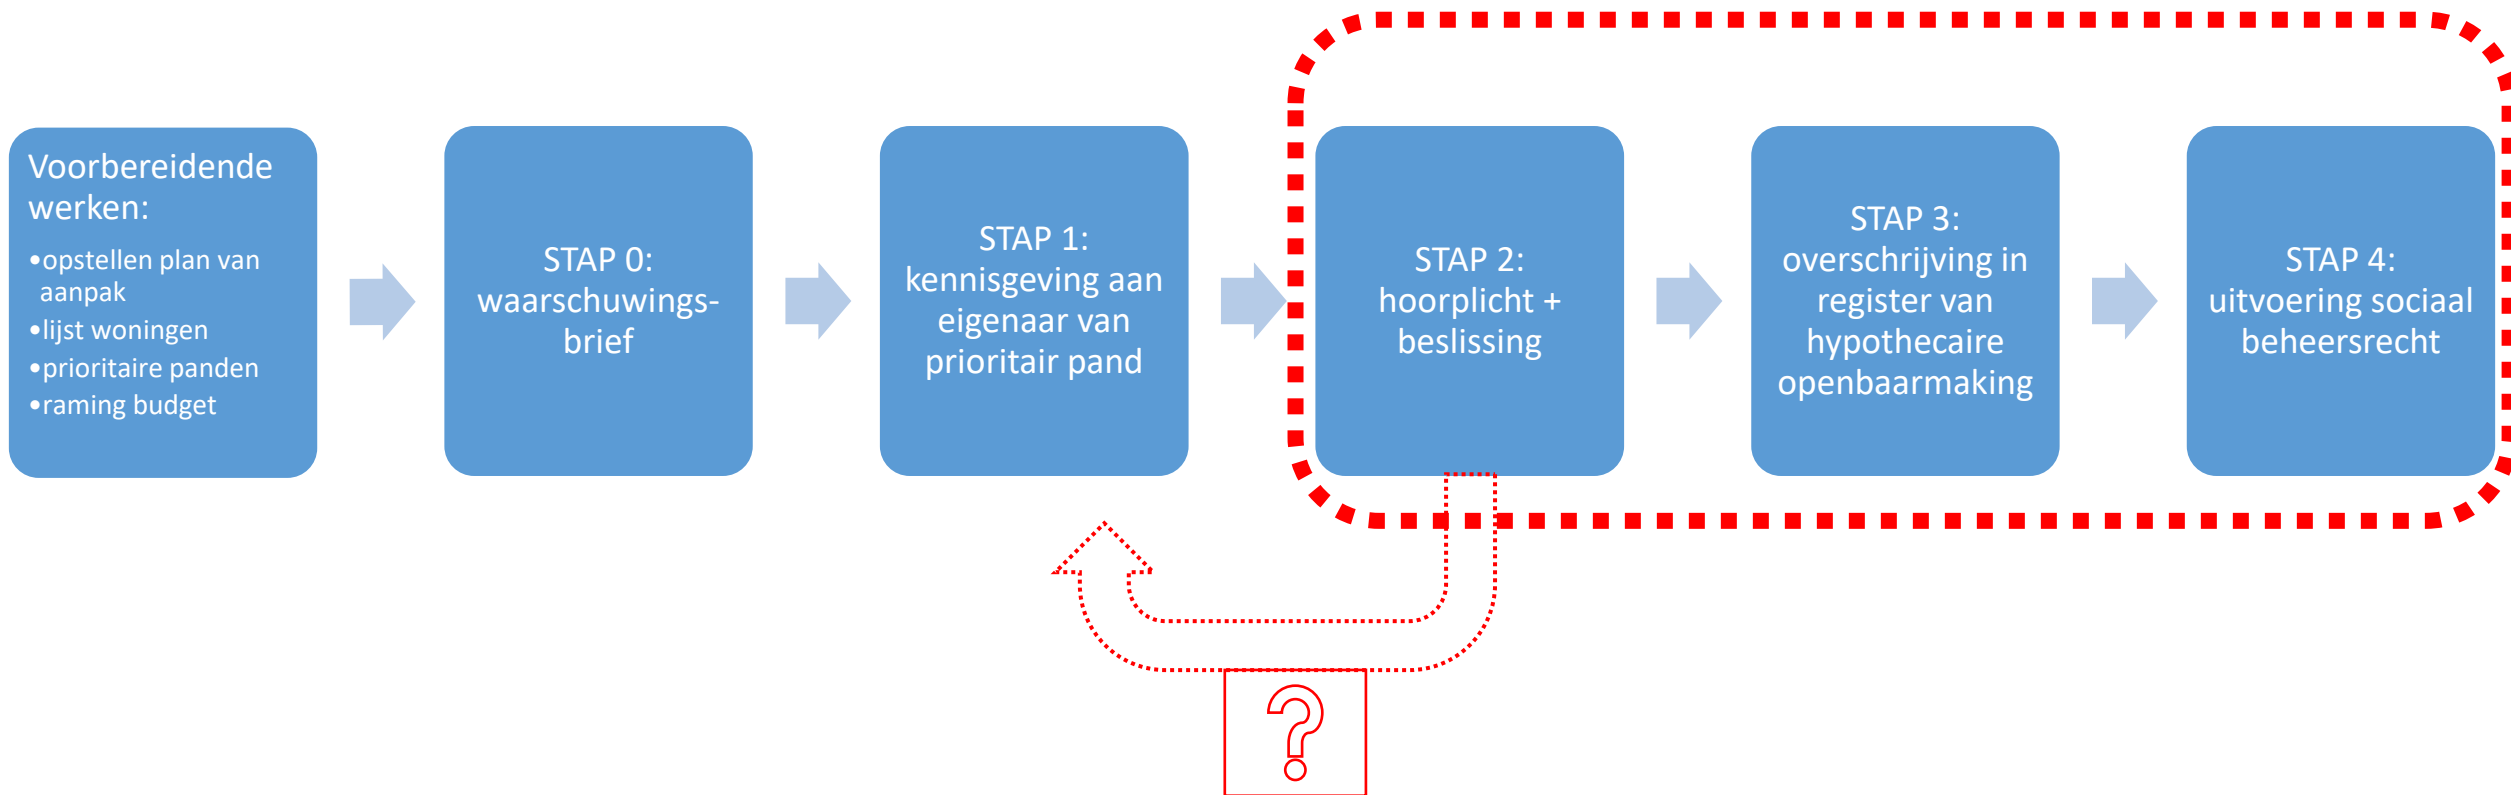 Voorbereidende
werken:
•opstellen plan van
aanpak
•lijst woningen
•prioritaire panden
•raming budget
STAP 0:
waarschuwings-
brief
STAP 1:
kennisgeving aan
eigenaar van
prioritair pand
STAP 2:
hoorplicht +
beslissing
STAP 3:
overschrijving in
register van
hypothecaire
openbaarmaking
STAP 4:
uitvoering sociaal
beheersrecht
?